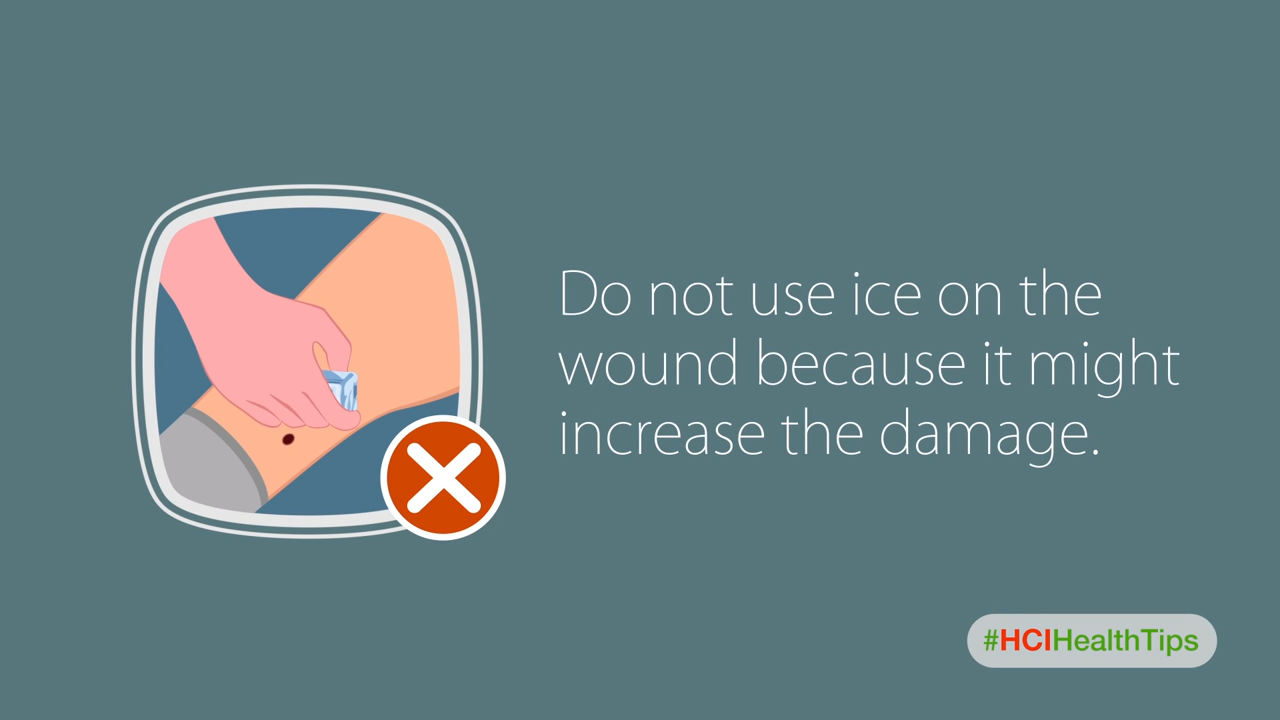 Do not use ice on the
wound because it might
increase the damage.
#HCIHealthTips